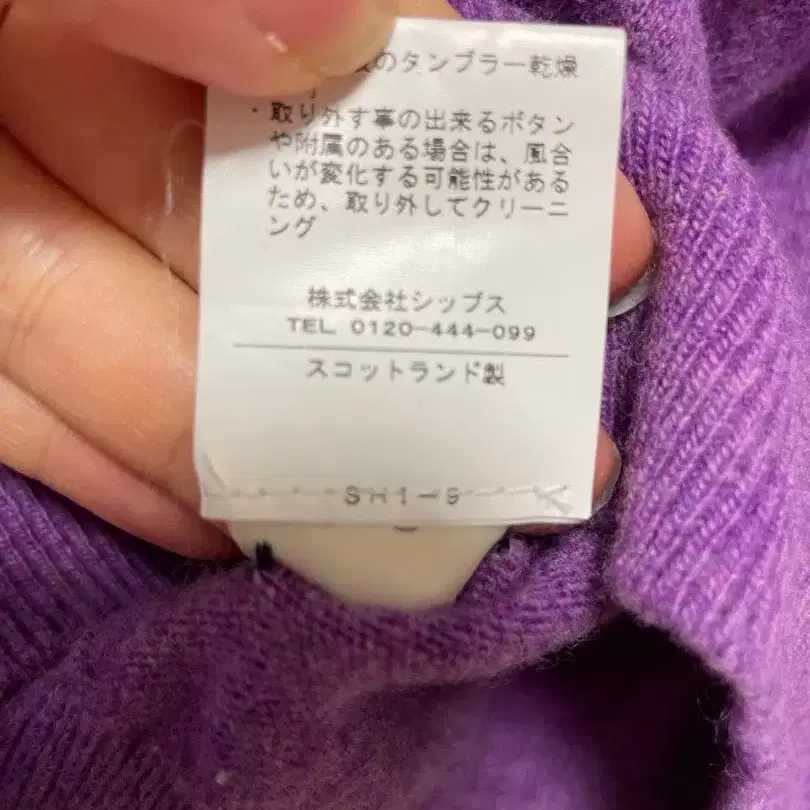 のタンブラー乾燥
・取り外す事の出来るボタン
や附属のある場合は、風合
いが変化する可能性がある
ため、取り外してクリーニ
ング
株式会社シップス
TEL. 0120-444-099
スコットランド製
SH1-9